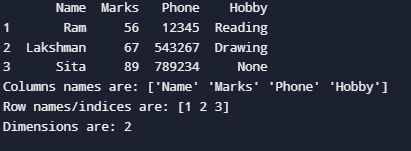 Name Marks Phone Hobby
1 Ram 56 12345 Reading
2 Lakshman 67 543267 Drawing
3 Sita 89 789234 None
Columns names are: ['Name' 'Marks' 'Phone' 'Hobby']
Row names/indices are: [1 2 3]
Dimensions are: 2